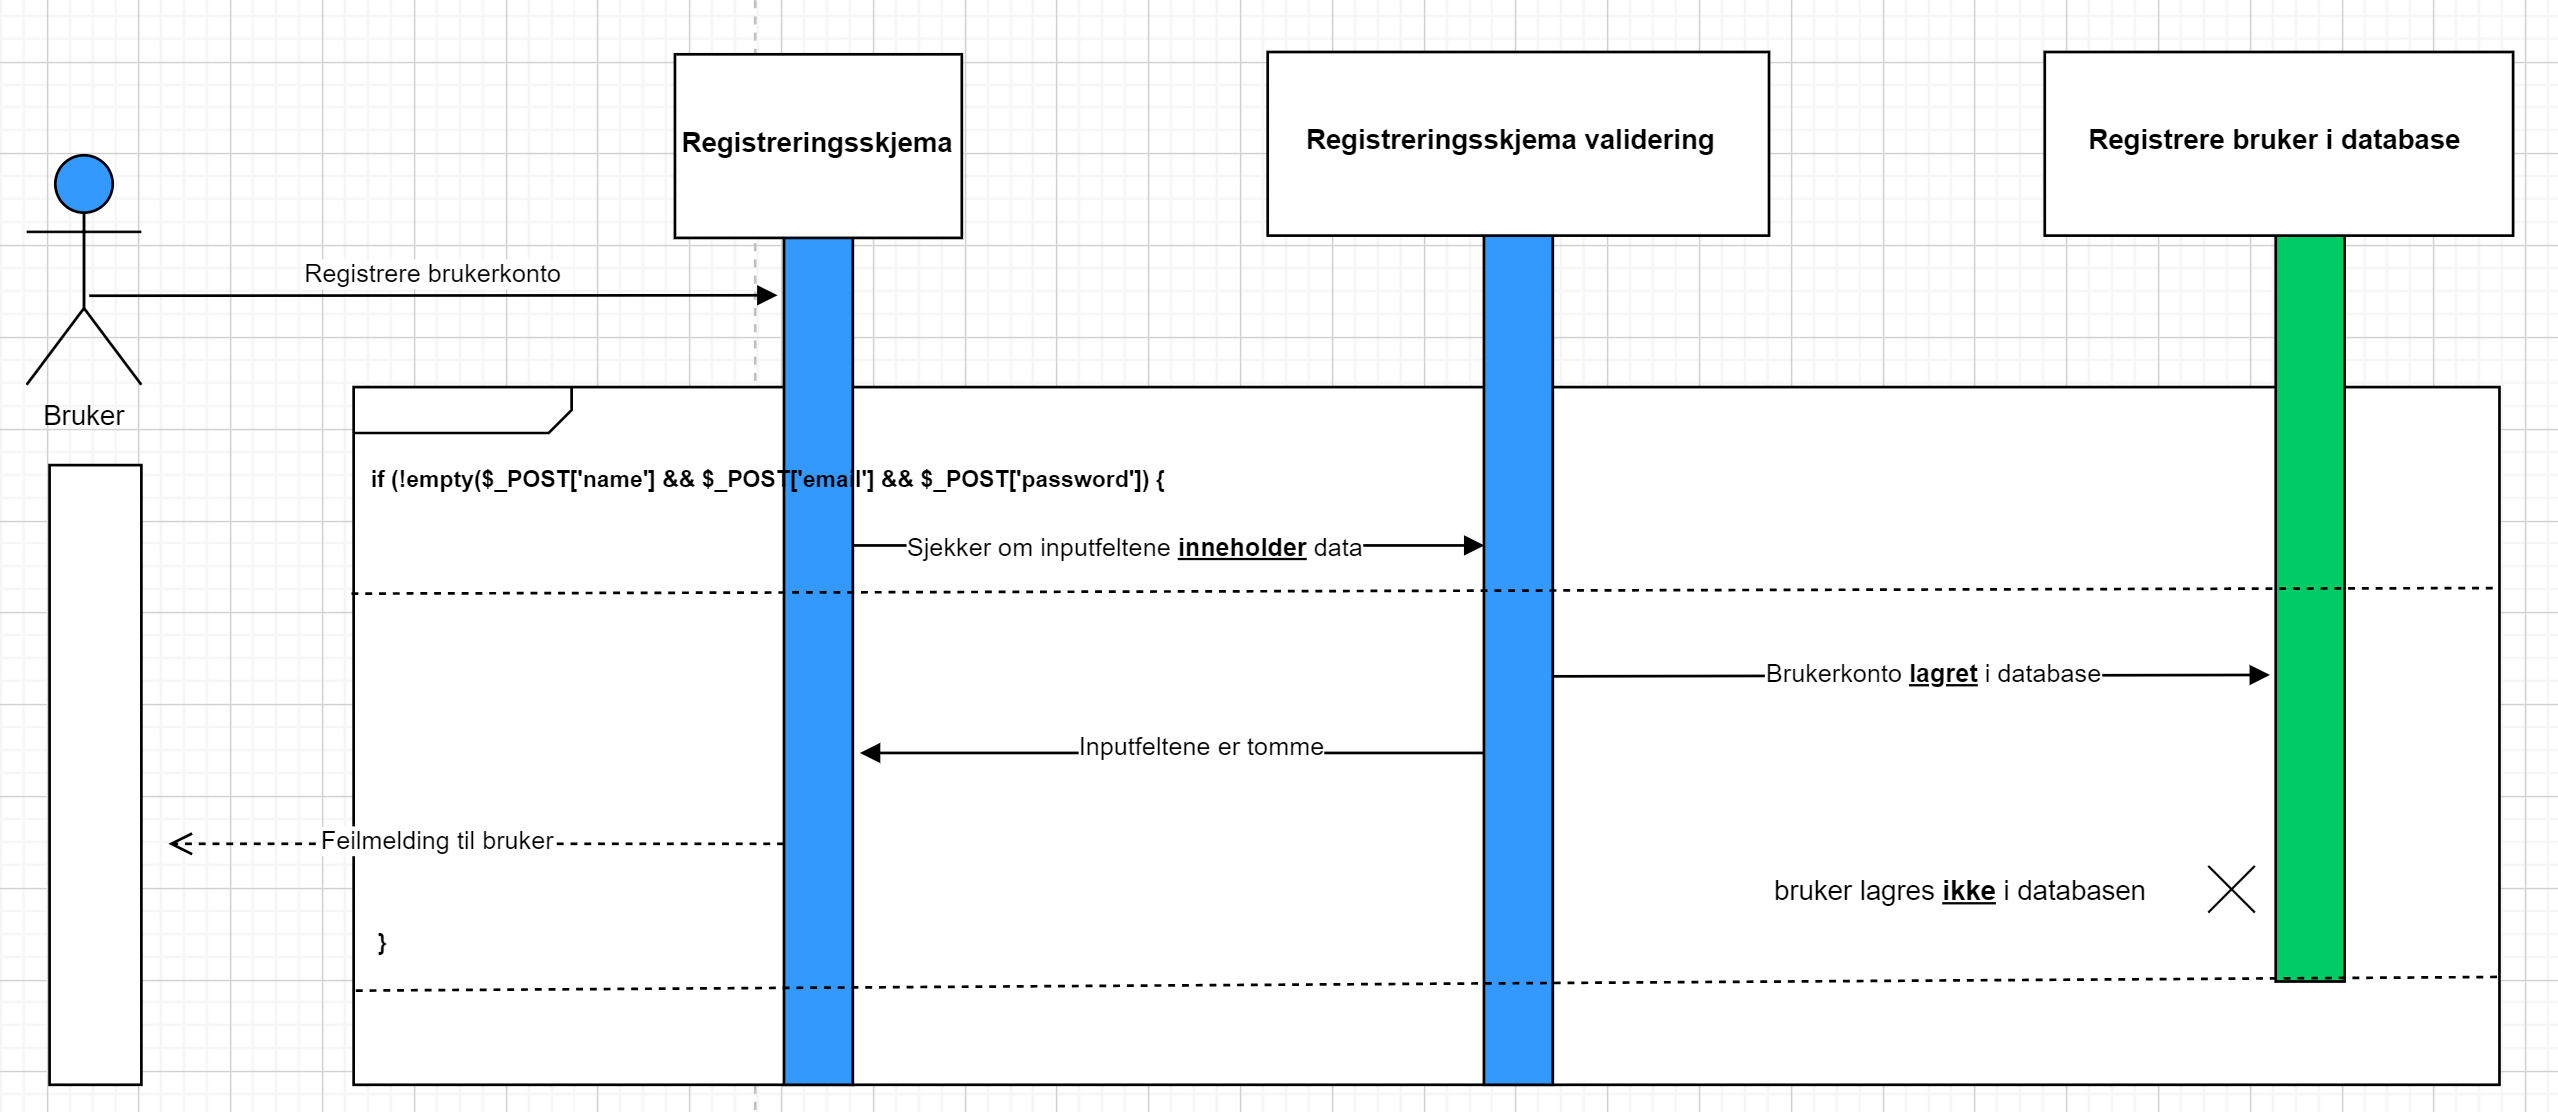 Registreringsskjema
Registreringsskjema validering
Registrere bruker i database
Registrere brukerkonto
Bruker
if (!empty($_POST['name'] && $_POST['email'] && $_POST['password']) {
Sjekker om inputfeltene inneholder data
Brukerkonto lagret i database
Inputfeltene er tomme
Feilmelding til bruker
bruker lagres ikke i databasen
}